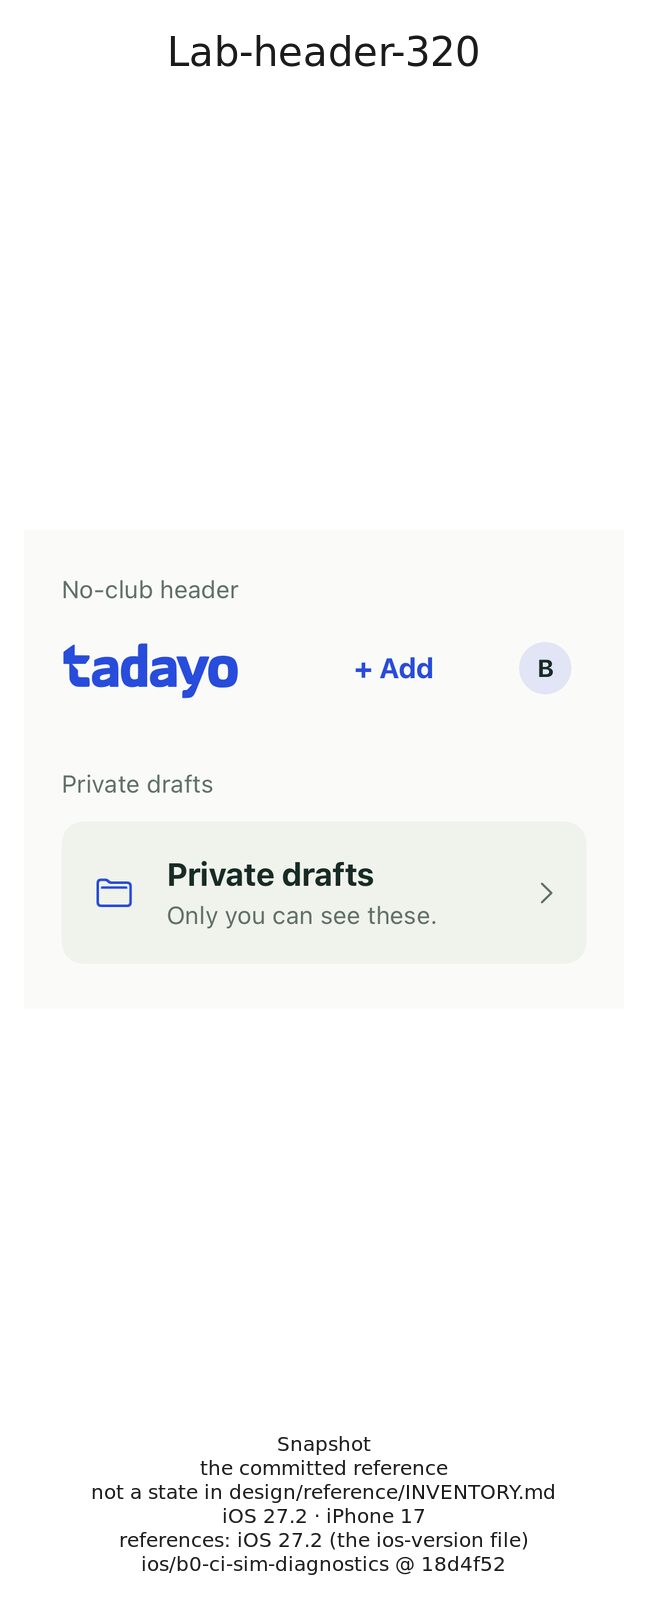 Lab-header-320
No-club header
tadayo
+ Add
B
Private drafts
Private drafts
Only you can see these.
Snapshot
the committed reference
not a state in design/reference/INVENTORY.md
iOS 27.2 · iPhone 17
references: iOS 27.2 (the ios-version file)
ios/b0-ci-sim-diagnostics @ 18d4f52